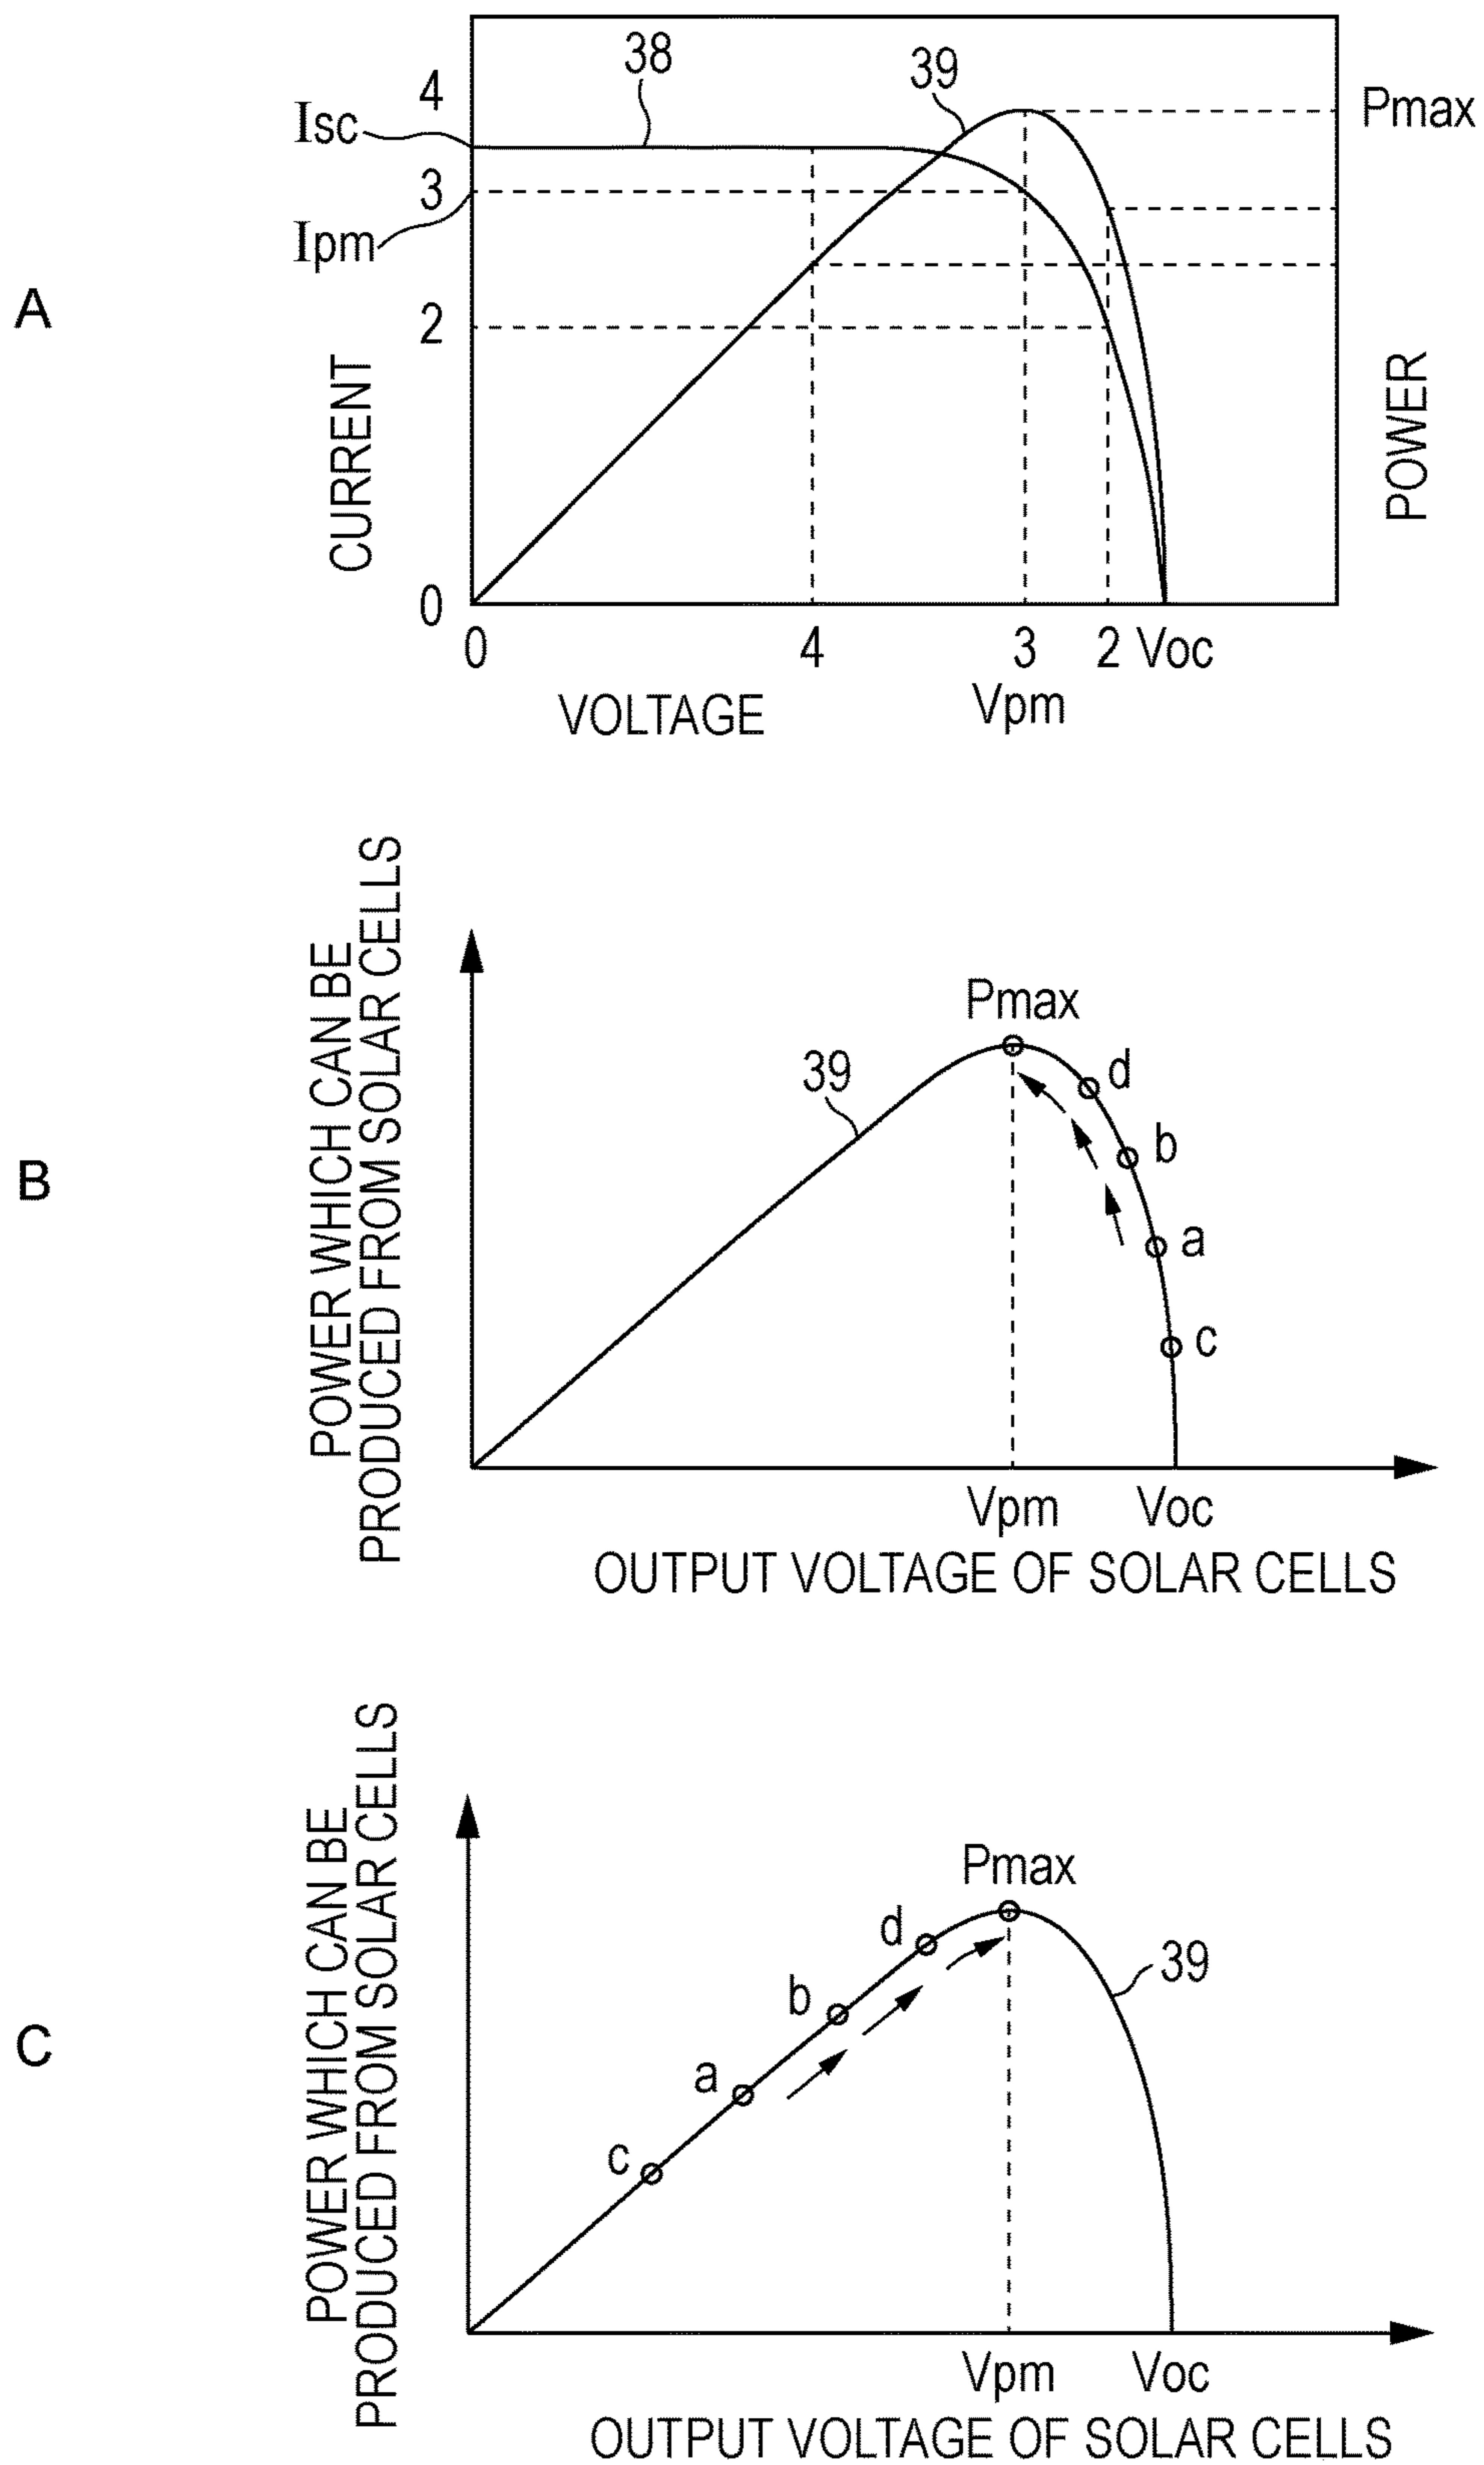 A
38
39
4
Isc
Pmax
3
Ipm
2
CURRENT
POWER
0
0
4
3
2
Voc
VOLTAGE
Vpm
B
POWER WHICH CAN BE
PRODUCED FROM SOLAR CELLS
Pmax
39
d
b
a
c
Vpm
Voc
OUTPUT VOLTAGE OF SOLAR CELLS
C
POWER WHICH CAN BE
PRODUCED FROM SOLAR CELLS
Pmax
d
39
b
a
c
Vpm
Voc
OUTPUT VOLTAGE OF SOLAR CELLS